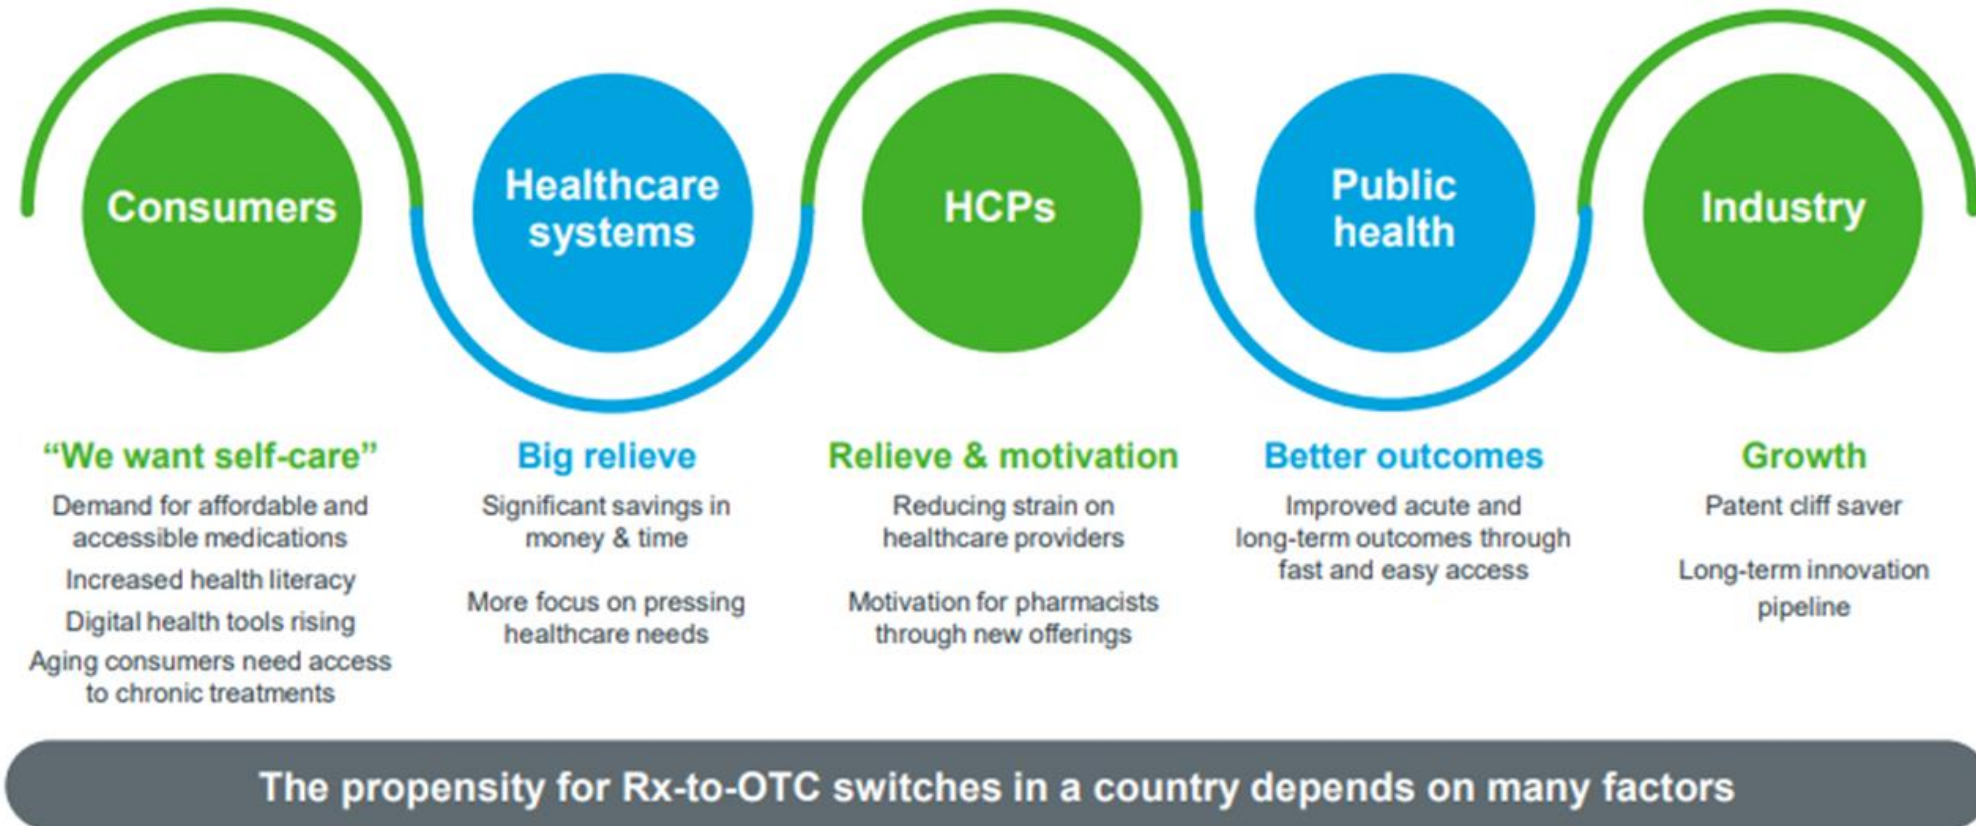 Consumers
Healthcare
systems
HCPs
Public
health
Industry
“We want self-care”
Demand for affordable and
accessible medications
Increased health literacy
Digital health tools rising
Aging consumers need access
to chronic treatments
Big relieve
Significant savings in
money & time
More focus on pressing
healthcare needs
Relieve & motivation
Reducing strain on
healthcare providers
Motivation for pharmacists
through new offerings
Better outcomes
Improved acute and
long-term outcomes through
fast and easy access
Growth
Patent cliff saver
Long-term innovation
pipeline
The propensity for Rx-to-OTC switches in a country depends on many factors